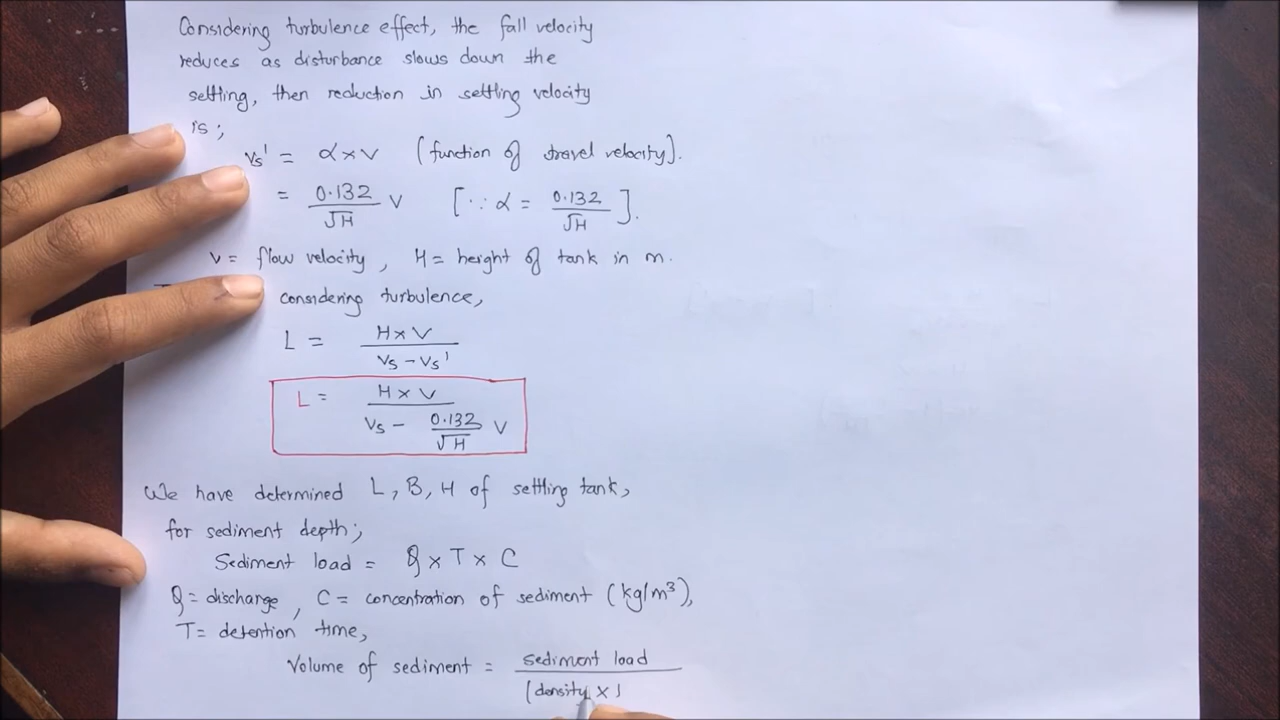 Considering turbulence effect, the fall velocity
reduces as disturbance slows down the
settling, then reduction in settling velocity
is;
Vs' = α × V (function of travel velocity).
= 0.132/√H V [∵ α = 0.132/√H].
V = flow velocity, H = height of tank in m.
considering turbulence,
L = H × V / Vs - Vs'
L = H × V / Vs - 0.132/√H V
We have determined L, B, H of settling tank,
for sediment depth;
Sediment load = Q × T × C
Q = discharge, C = concentration of sediment (kg/m³),
T = detention time,
Volume of sediment = sediment load / (density ×